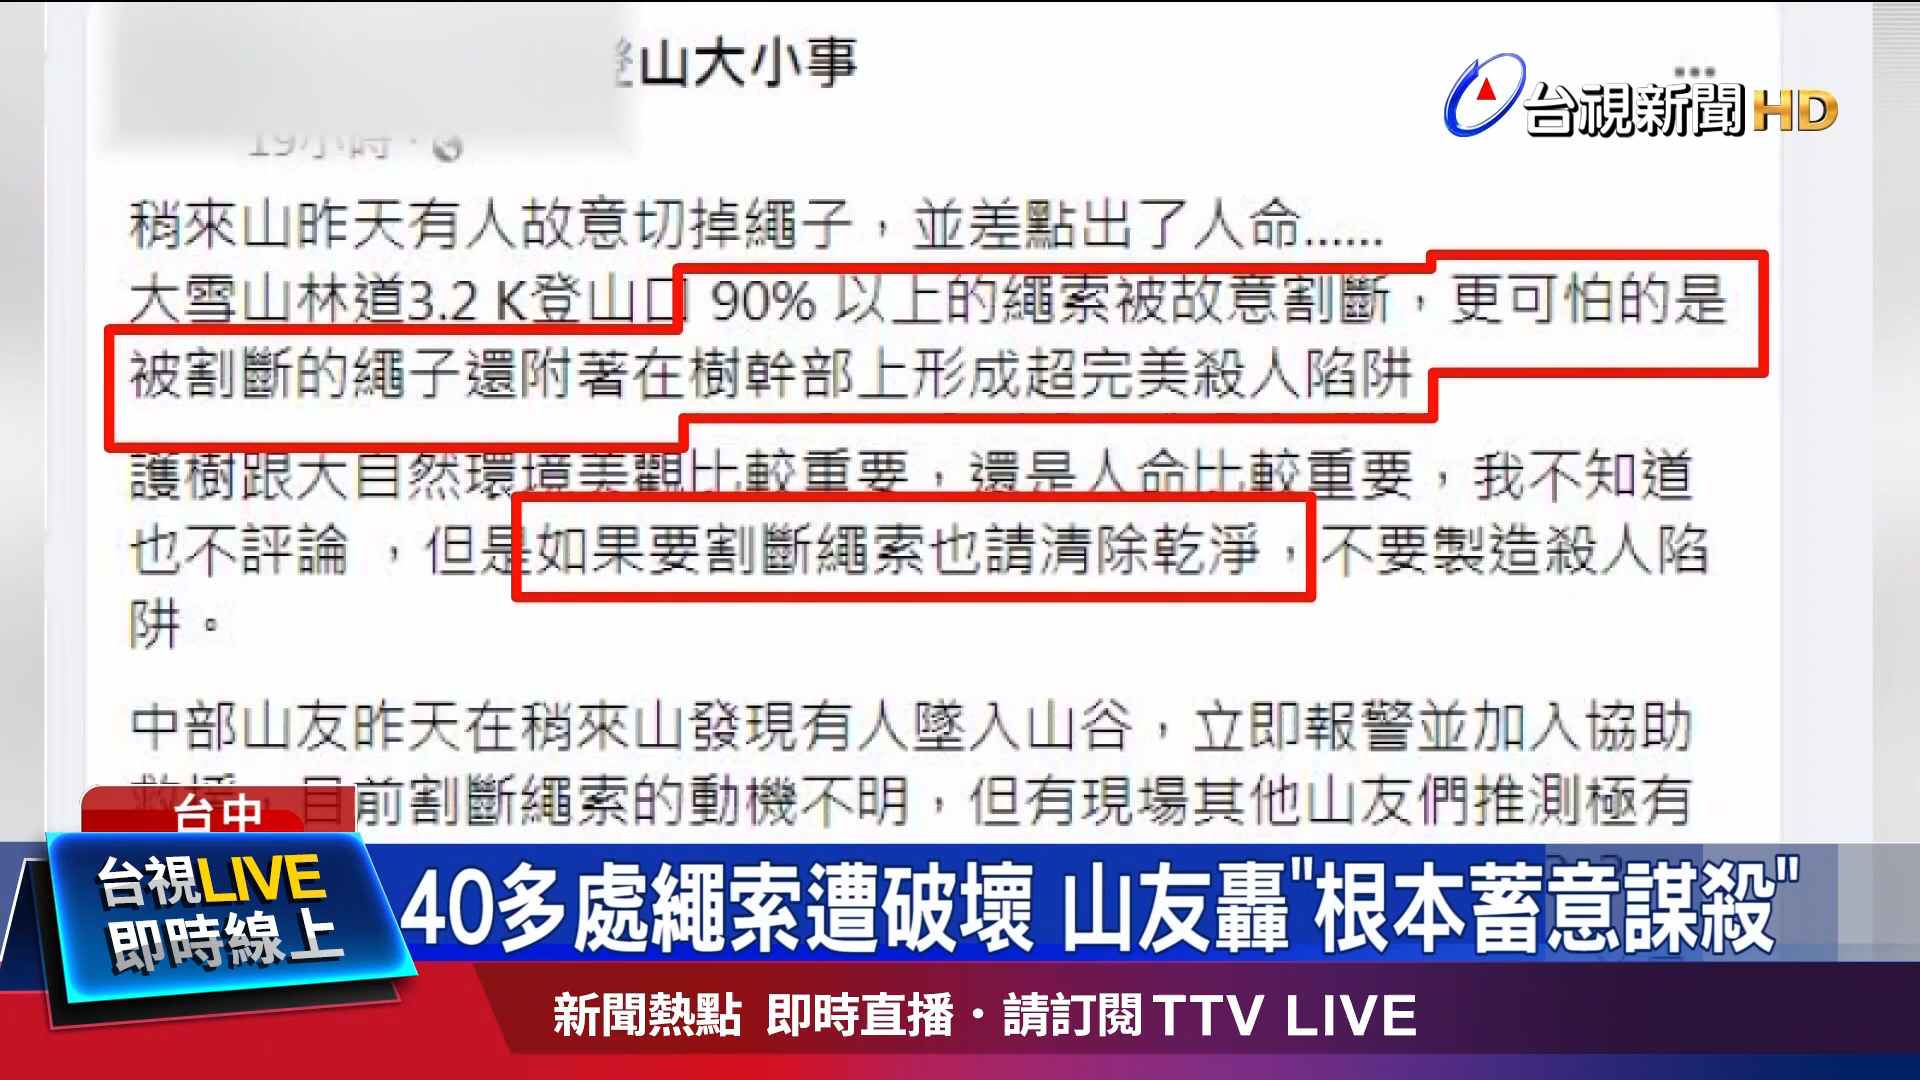 登山大小事
19小時
台視新聞HD
稍來山昨天有人故意切掉繩子，並差點出了人命......
大雪山林道3.2 K登山口 90% 以上的繩索被故意割斷，更可怕的是
被割斷的繩子還附著在樹幹部上形成超完美殺人陷阱
護樹跟大自然環境美觀比較重要，還是人命比較重要，我不知道
也不評論 ，但是如果要割斷繩索也請清除乾淨，不要製造殺人陷
阱。
中部山友昨天在稍來山發現有人墜入山谷，立即報警並加入協助
救援，目前割斷繩索的動機不明，但有現場其他山友們推測極有
台中
台視LIVE
即時線上
40多處繩索遭破壞 山友轟"根本蓄意謀殺"
新聞熱點 即時直播·請訂閱TTV LIVE